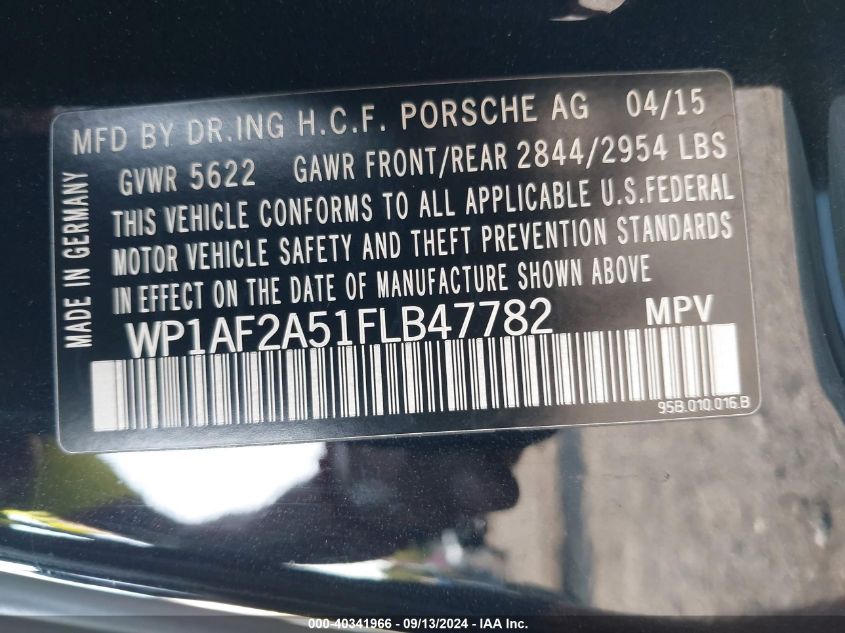 MFD BY DR.ING H.C.F. PORSCHE AG 04/15
GVWR 5622 GAWR FRONT/REAR 2844/2954 LBS
THIS VEHICLE CONFORMS TO ALL APPLICABLE U.S.FEDERAL
MOTOR VEHICLE SAFETY AND THEFT PREVENTION STANDARDS
IN EFFECT ON THE DATE OF MANUFACTURE SHOWN ABOVE
MADE IN GERMANY
WP1AF2A51FLB47782 MPV
95B.010.016.B
000-40341966 - 09/13/2024 - IAA Inc.